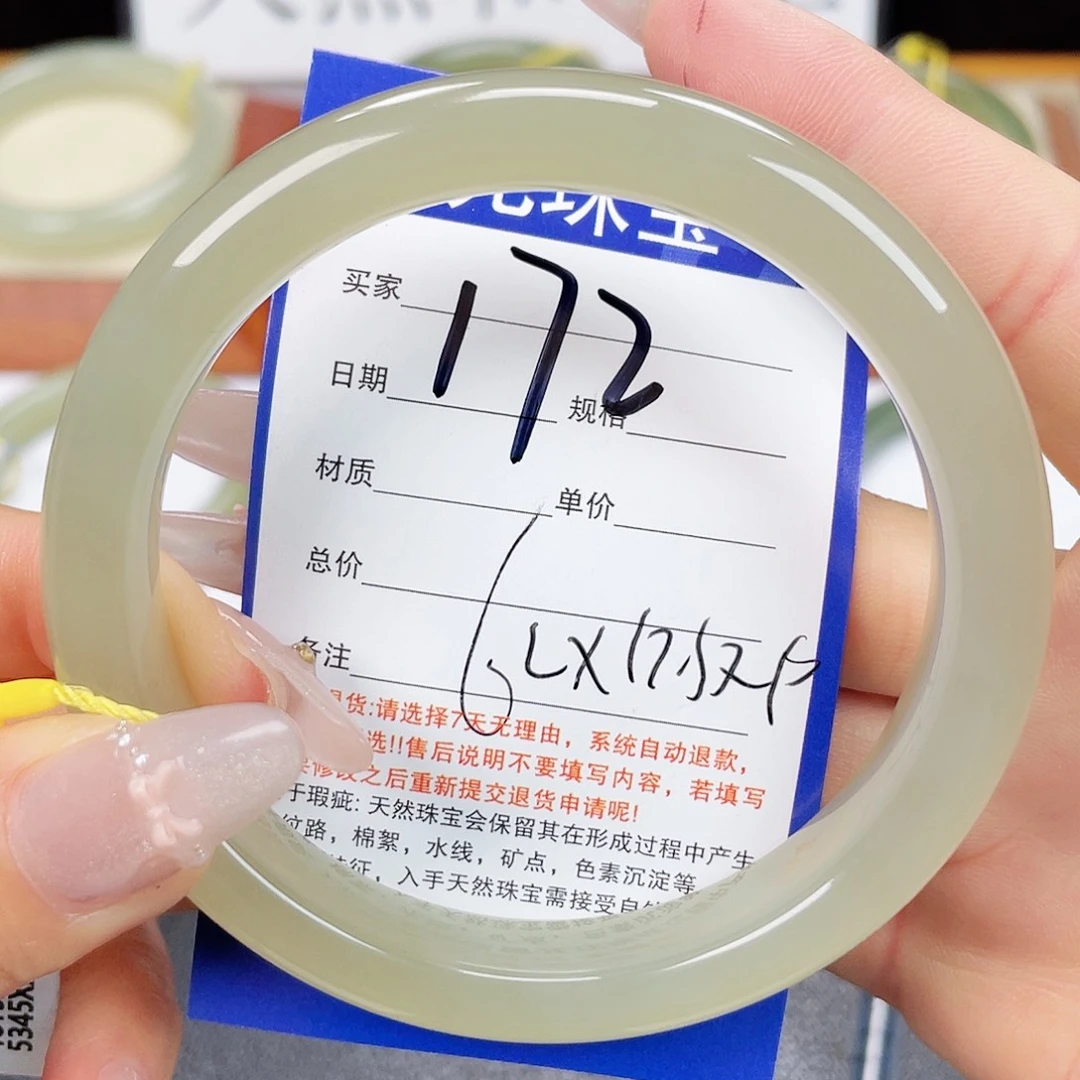 珠宝
172
买家
日期 规格
材质 单价
总价
备注
货:请选择7天无理由，系统自动退款，
选!!售后说明不要填写内容，若填写
修改之后重新提交退货申请呢!
于瑕疵: 天然珠宝会保留其在形成过程中产生
纹路，棉絮，水线，矿点，色素沉淀等
特征，入手天然珠宝需接受自然
5345X